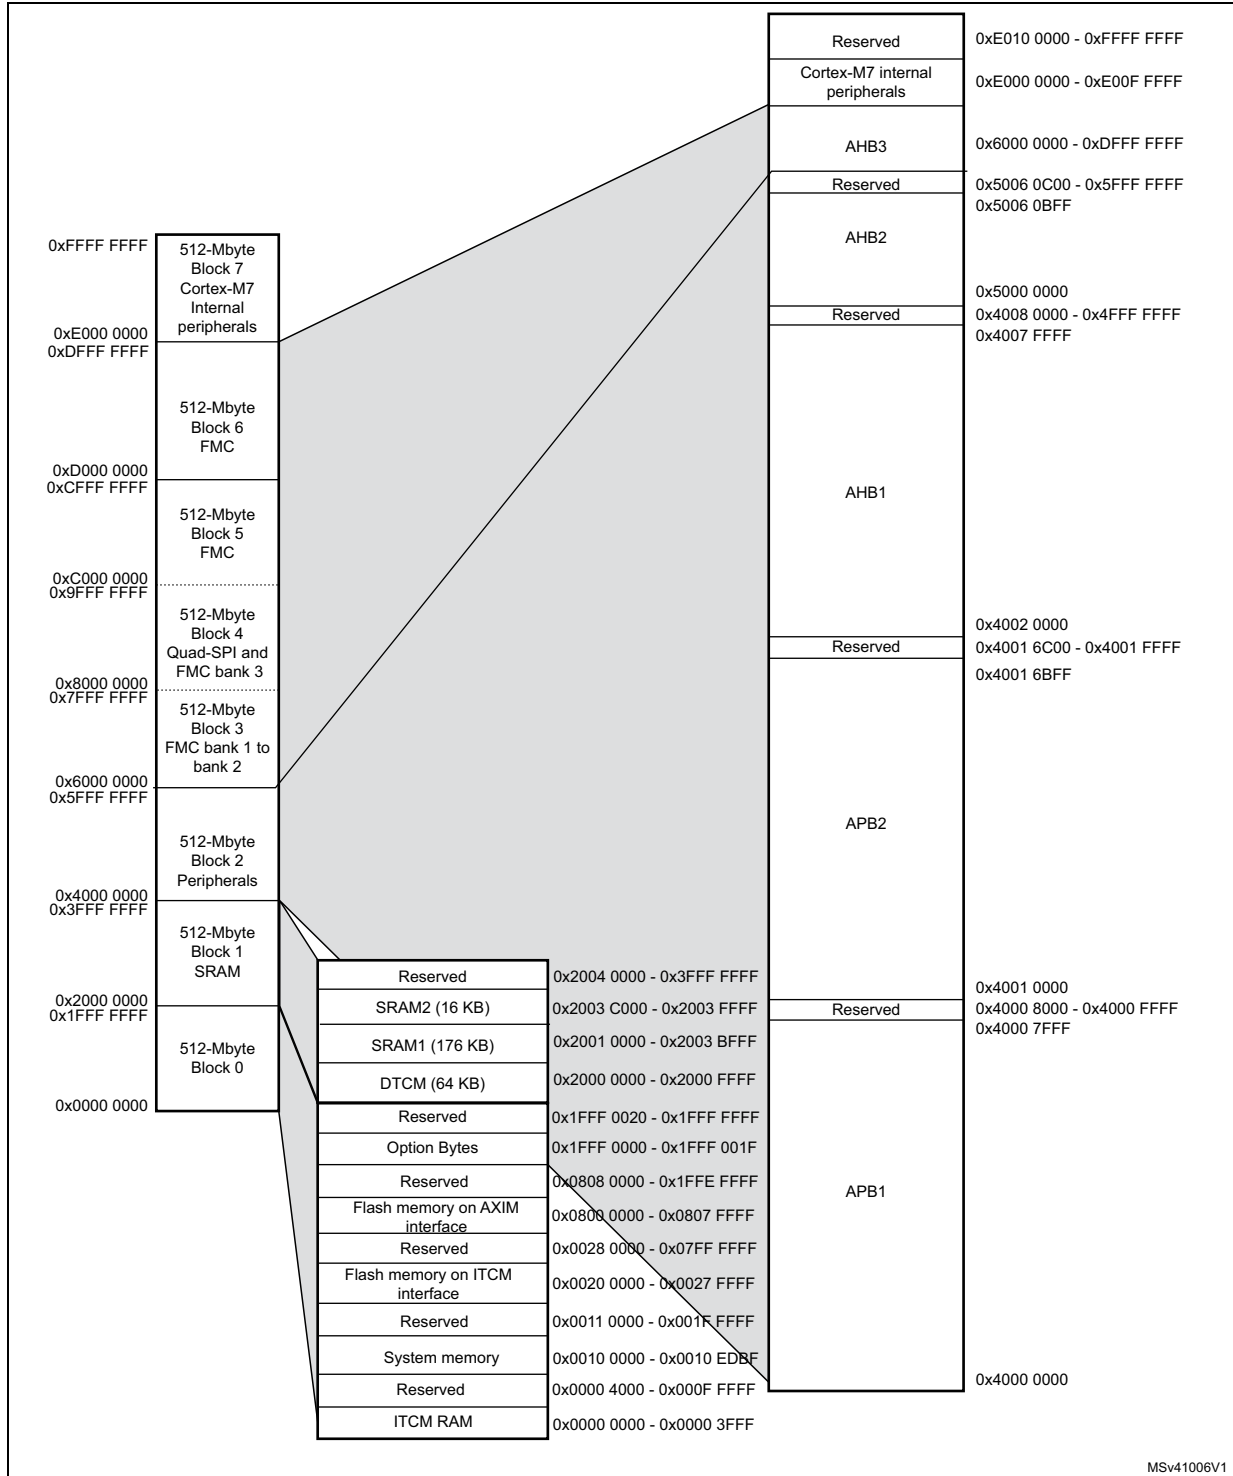 0xFFFF FFFF
512-Mbyte
Block 7
Cortex-M7
Internal
peripherals
0xE000 0000
0xDFFF FFFF
512-Mbyte
Block 6
FMC
0xD000 0000
0xCFFF FFFF
512-Mbyte
Block 5
FMC
0xC000 0000
0x9FFF FFFF
512-Mbyte
Block 4
Quad-SPI and
FMC bank 3
0x8000 0000
0x7FFF FFFF
512-Mbyte
Block 3
FMC bank 1 to
bank 2
0x6000 0000
0x5FFF FFFF
512-Mbyte
Block 2
Peripherals
0x4000 0000
0x3FFF FFFF
512-Mbyte
Block 1
SRAM
0x2000 0000
0x1FFF FFFF
512-Mbyte
Block 0
0x0000 0000
Reserved 0x2004 0000 - 0x3FFF FFFF
SRAM2 (16 KB) 0x2003 C000 - 0x2003 FFFF
SRAM1 (176 KB) 0x2001 0000 - 0x2003 BFFF
DTCM (64 KB) 0x2000 0000 - 0x2000 FFFF
Reserved 0x1FFF 0020 - 0x1FFF FFFF
Option Bytes 0x1FFF 0000 - 0x1FFF 001F
Reserved 0x0808 0000 - 0x1FFE FFFF
Flash memory on AXIM
interface
0x0800 0000 - 0x0807 FFFF
Reserved 0x0028 0000 - 0x07FF FFFF
Flash memory on ITCM
interface
0x0020 0000 - 0x0027 FFFF
Reserved 0x0011 0000 - 0x001F FFFF
System memory 0x0010 0000 - 0x0010 EDBF
Reserved 0x0000 4000 - 0x000F FFFF
ITCM RAM 0x0000 0000 - 0x0000 3FFF
Reserved 0xE010 0000 - 0xFFFF FFFF
Cortex-M7 internal
peripherals
0xE000 0000 - 0xE00F FFFF
AHB3 0x6000 0000 - 0xDFFF FFFF
Reserved 0x5006 0C00 - 0x5FFF FFFF
0x5006 0BFF
AHB2
0x5000 0000
Reserved 0x4008 0000 - 0x4FFF FFFF
0x4007 FFFF
AHB1
0x4002 0000
Reserved 0x4001 6C00 - 0x4001 FFFF
0x4001 6BFF
APB2
0x4001 0000
Reserved 0x4000 8000 - 0x4000 FFFF
0x4000 7FFF
APB1
0x4000 0000
MSv41006V1